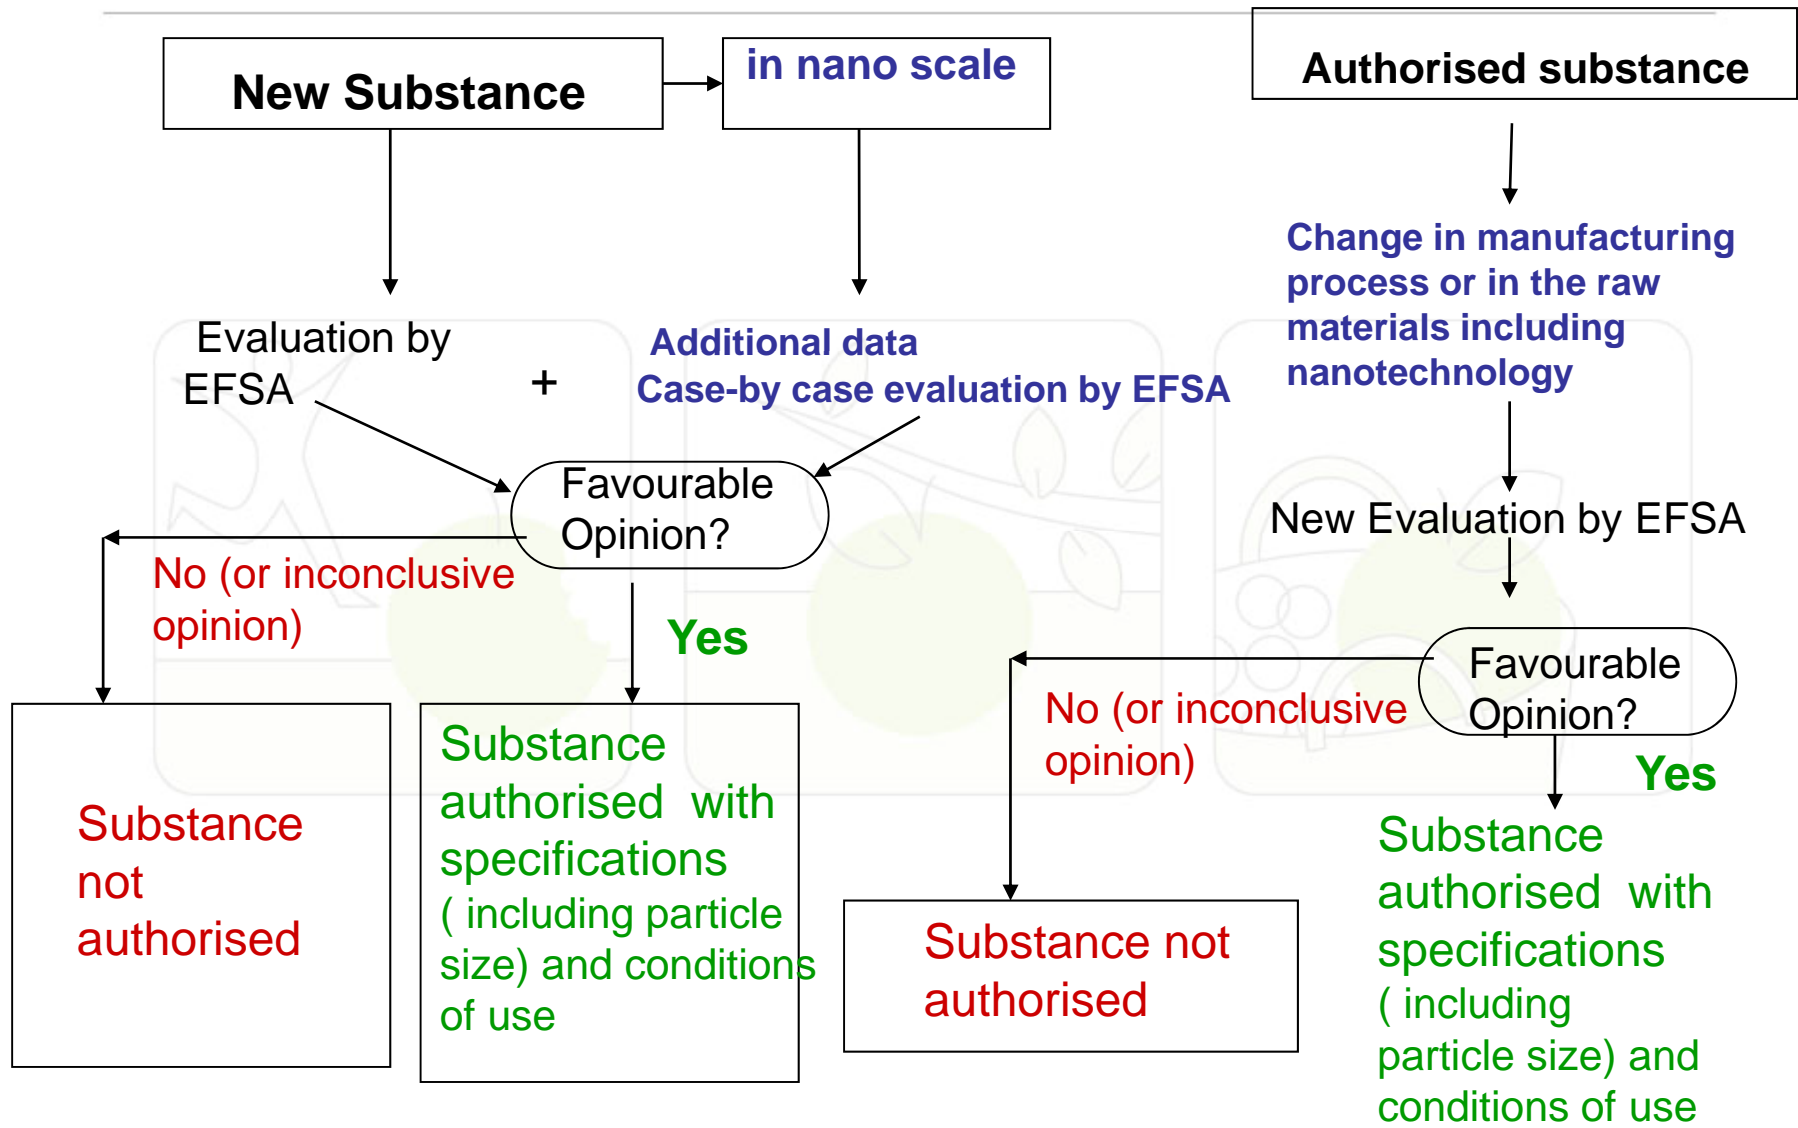 New Substance
in nano scale
Authorised substance
Change in manufacturing
process or in the raw
materials including
nanotechnology
Evaluation by
EFSA
+
Additional data
Case-by case evaluation by EFSA
Favourable
Opinion?
No (or inconclusive
opinion)
Yes
New Evaluation by EFSA
Favourable
Opinion?
No (or inconclusive
opinion)
Yes
Substance
not
authorised
Substance
authorised with
specifications
( including particle
size) and conditions
of use
Substance not
authorised
Substance
authorised with
specifications
( including
particle size) and
conditions of use